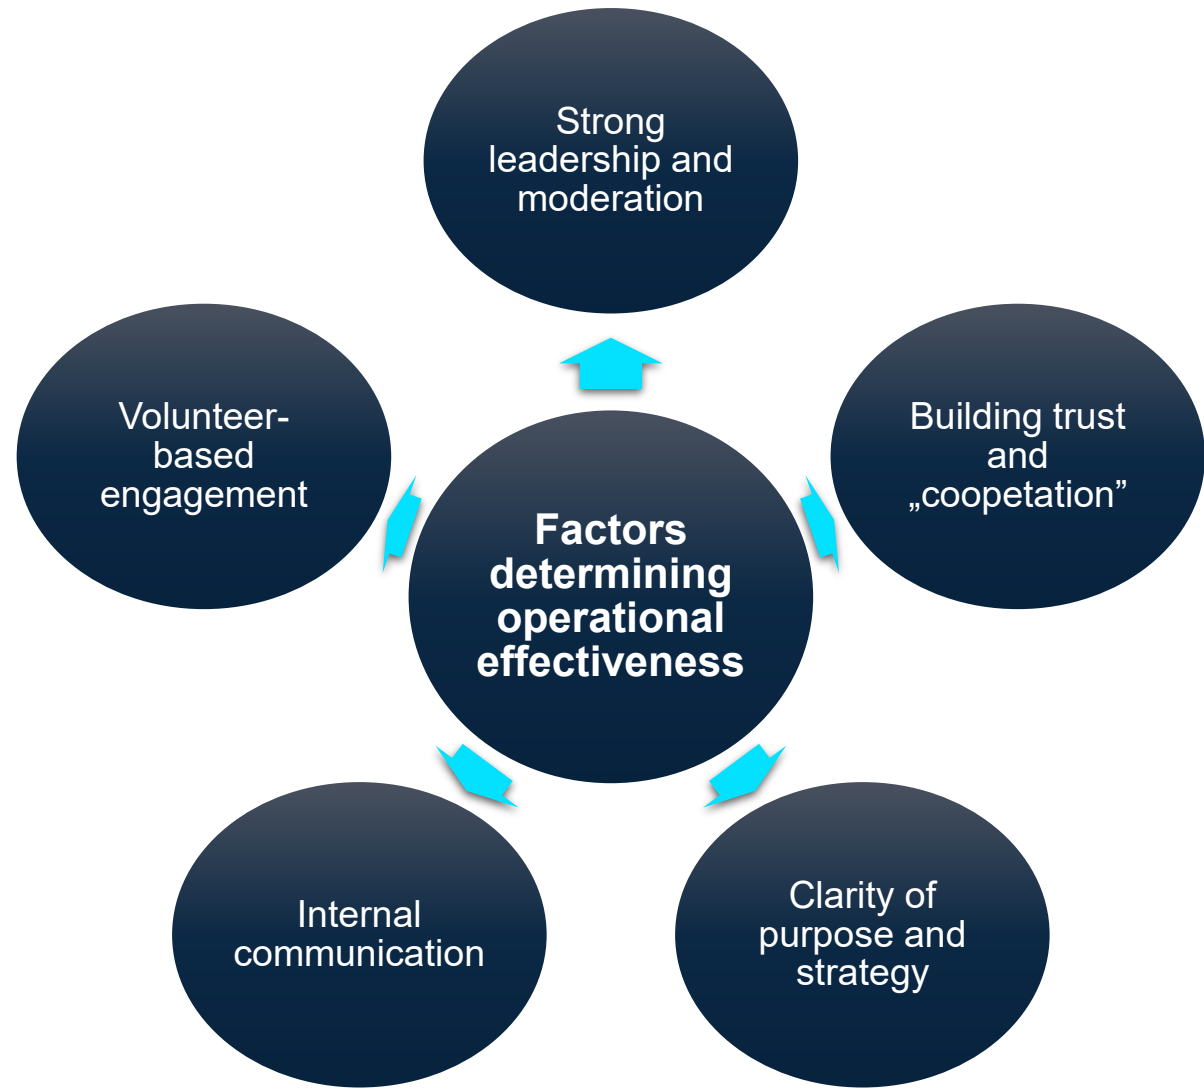 Strong
leadership and
moderation
Volunteer-
based
engagement
Building trust
and
„coopetation”
Factors
determining
operational
effectiveness
Internal
communication
Clarity of
purpose and
strategy